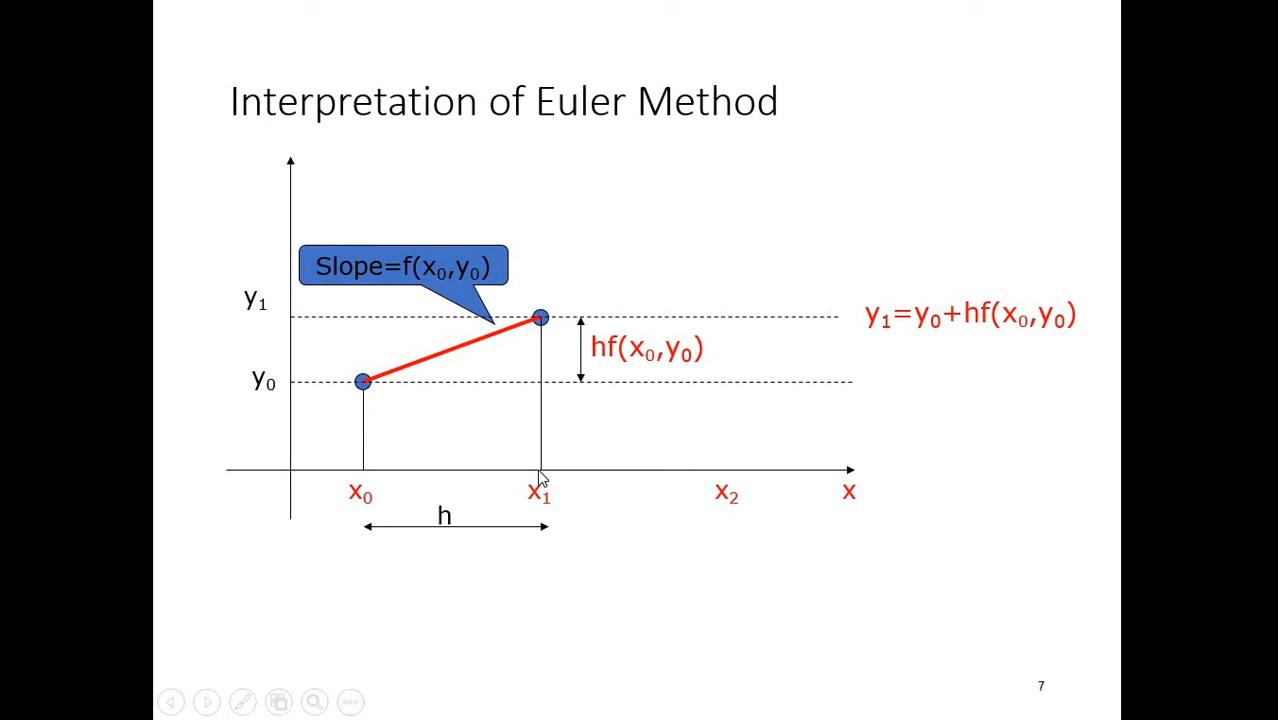 Interpretation of Euler Method
Slope=f(x₀,y₀)
y₁
y₁=y₀+hf(x₀,y₀)
hf(x₀,y₀)
y₀
x₀ x₁ x₂ x
h
7